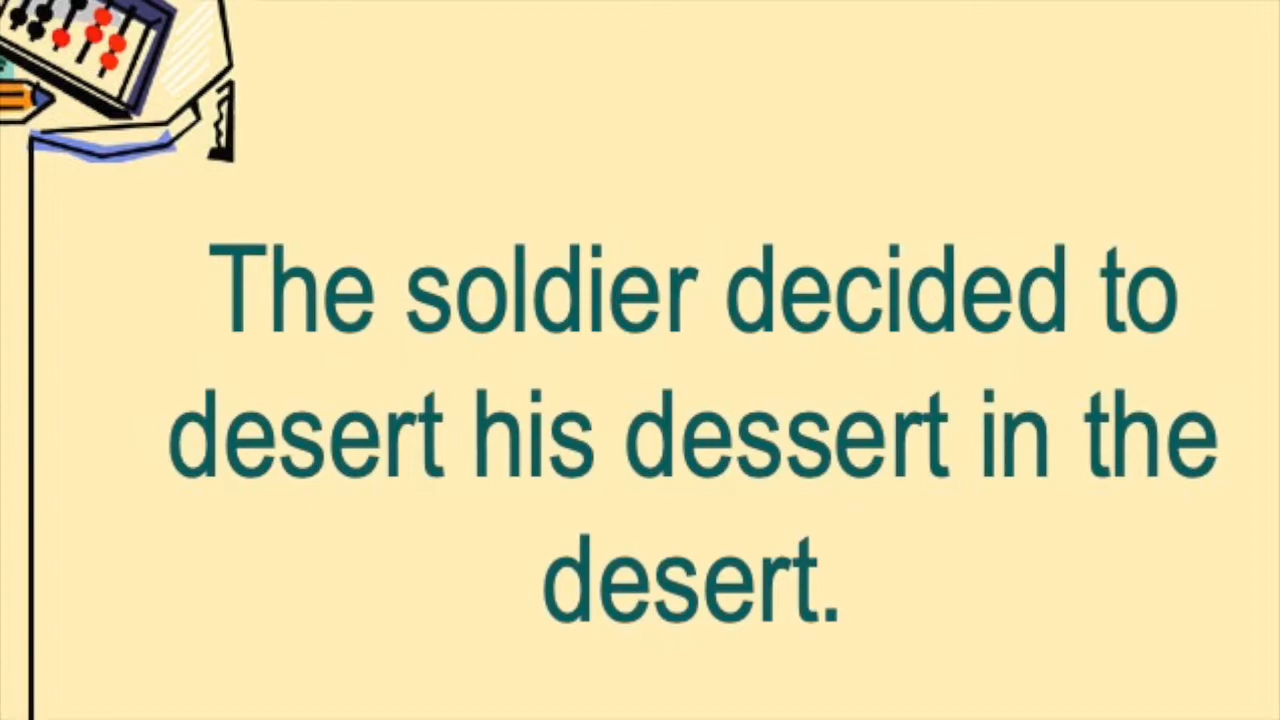 The soldier decided to
desert his dessert in the
desert.